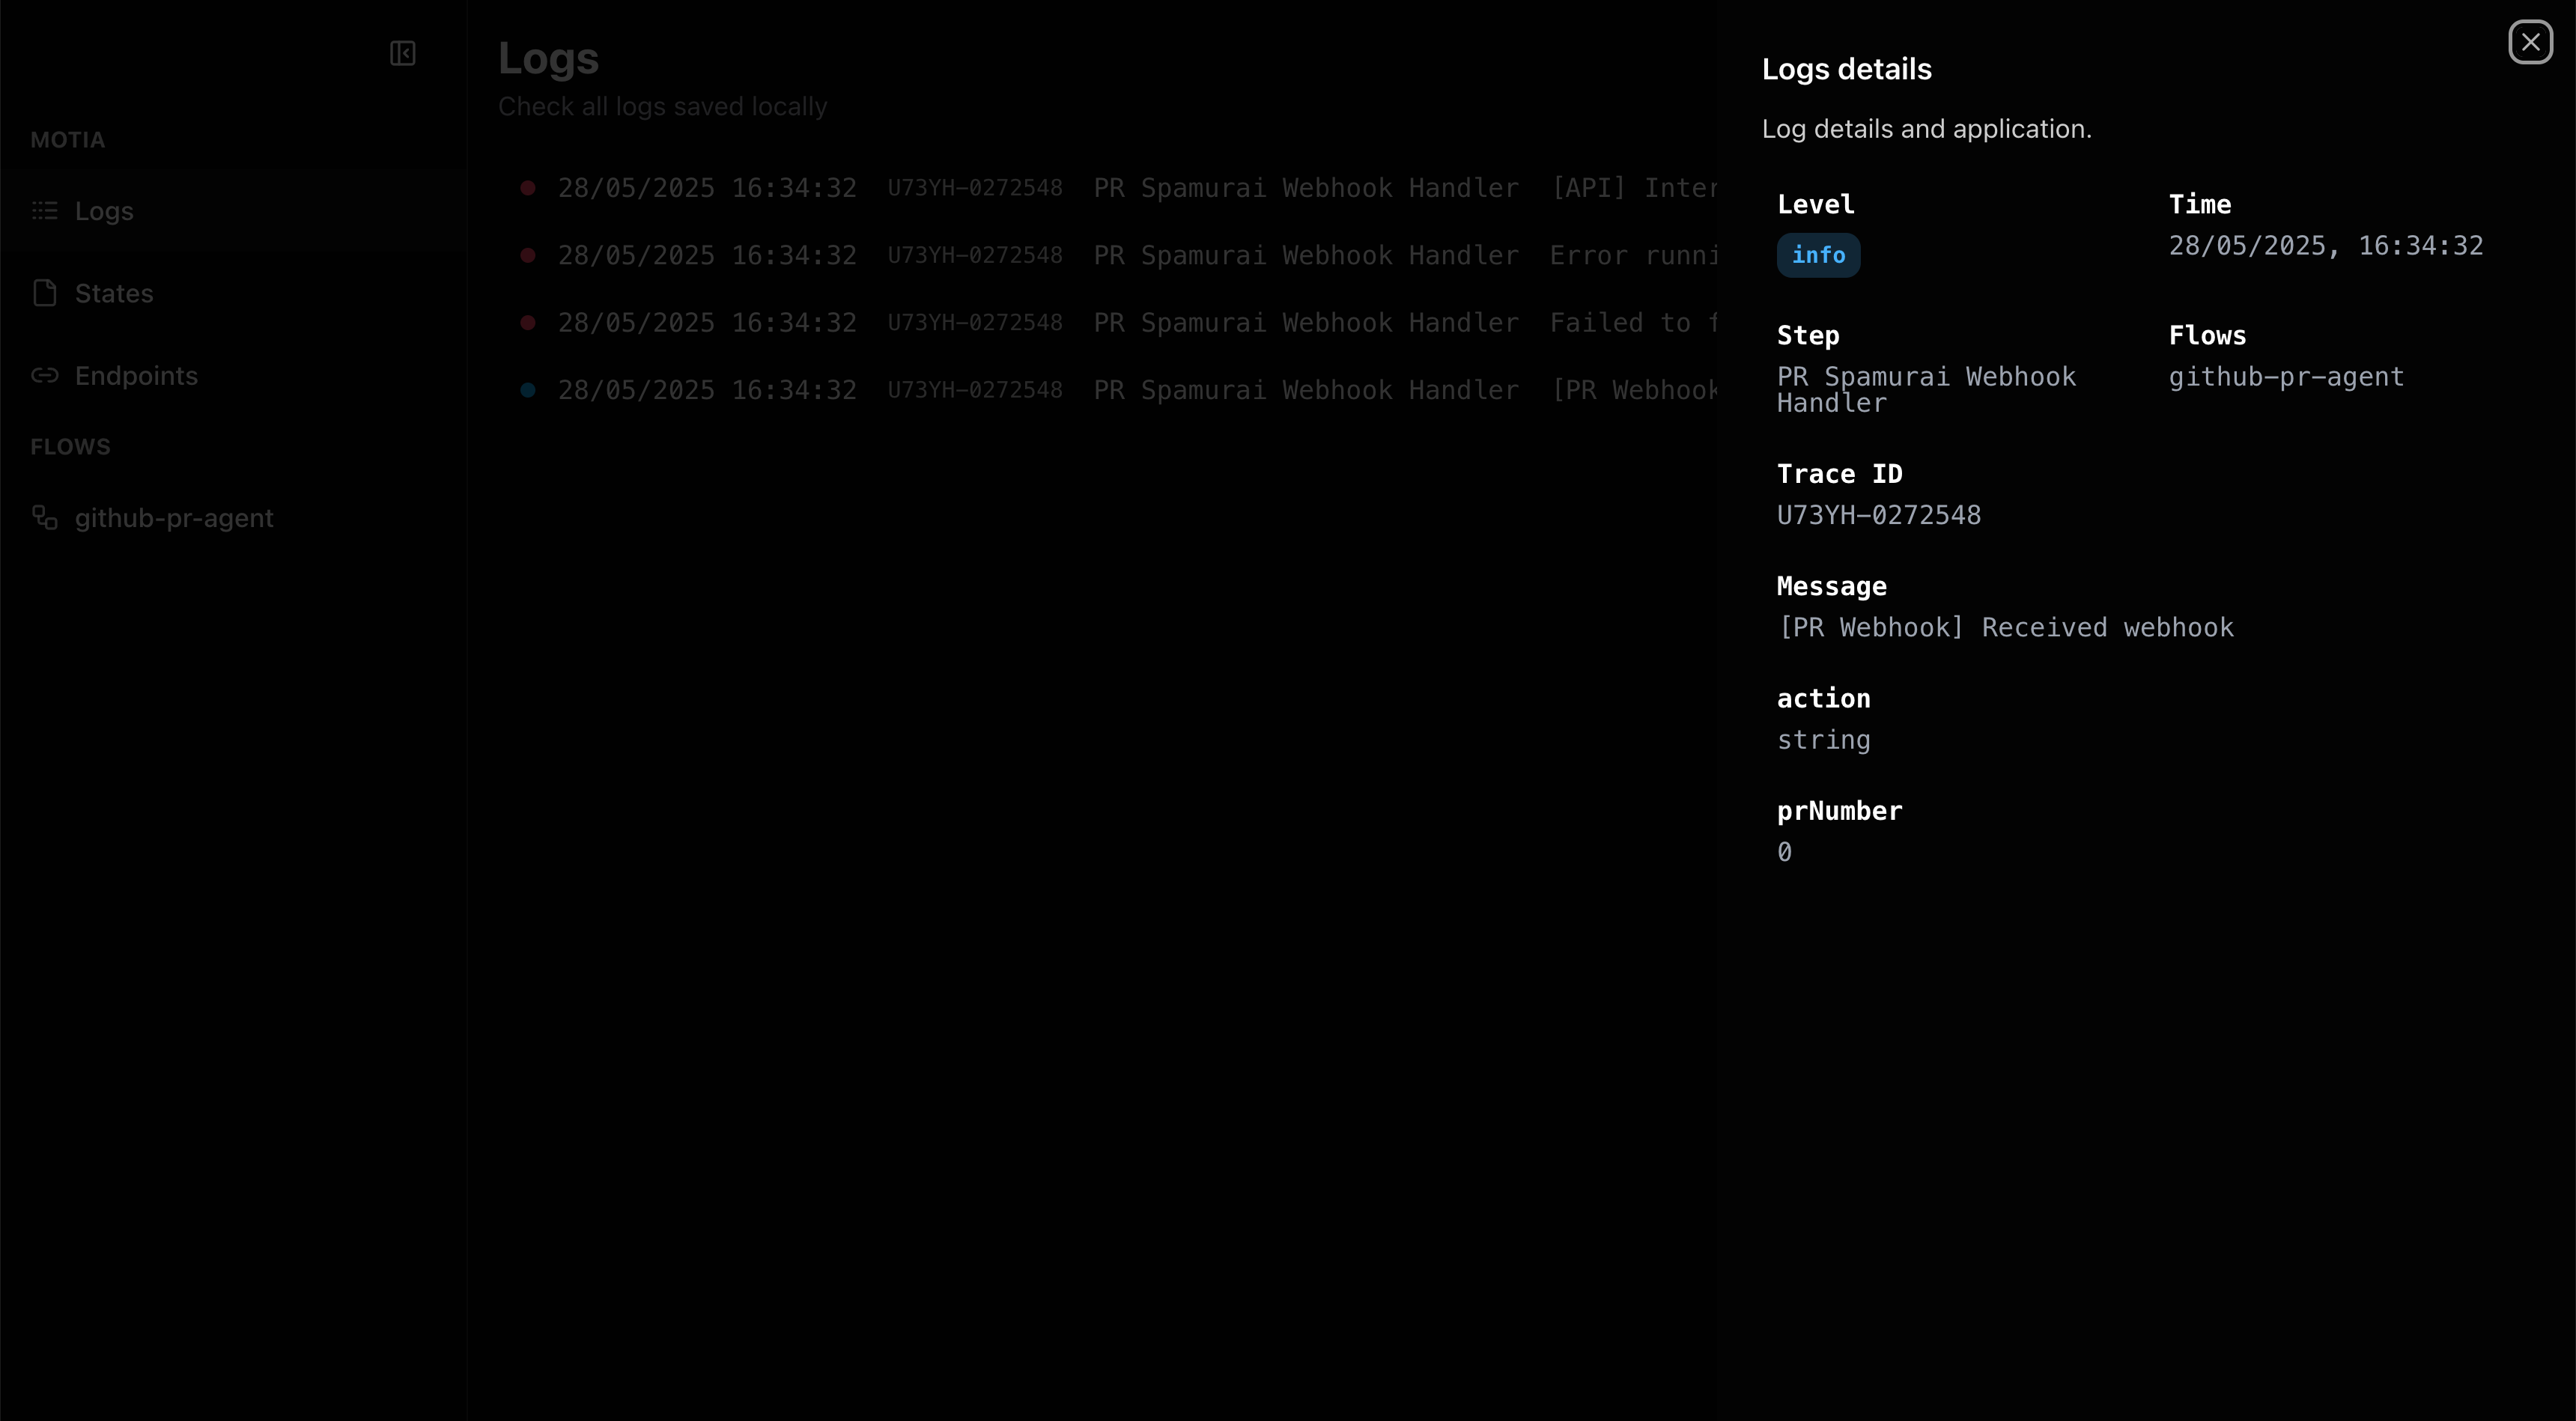 MOTIA
Logs
States
Endpoints
FLOWS
github-pr-agent
Logs
Check all logs saved locally
28/05/2025 16:34:32 U73YH-0272548 PR Spamurai Webhook Handler [API] Inter
28/05/2025 16:34:32 U73YH-0272548 PR Spamurai Webhook Handler Error runni
28/05/2025 16:34:32 U73YH-0272548 PR Spamurai Webhook Handler Failed to f
28/05/2025 16:34:32 U73YH-0272548 PR Spamurai Webhook Handler [PR Webhook
Logs details
Log details and application.
Level
info
Time
28/05/2025, 16:34:32
Step
PR Spamurai Webhook
Handler
Flows
github-pr-agent
Trace ID
U73YH-0272548
Message
[PR Webhook] Received webhook
action
string
prNumber
0